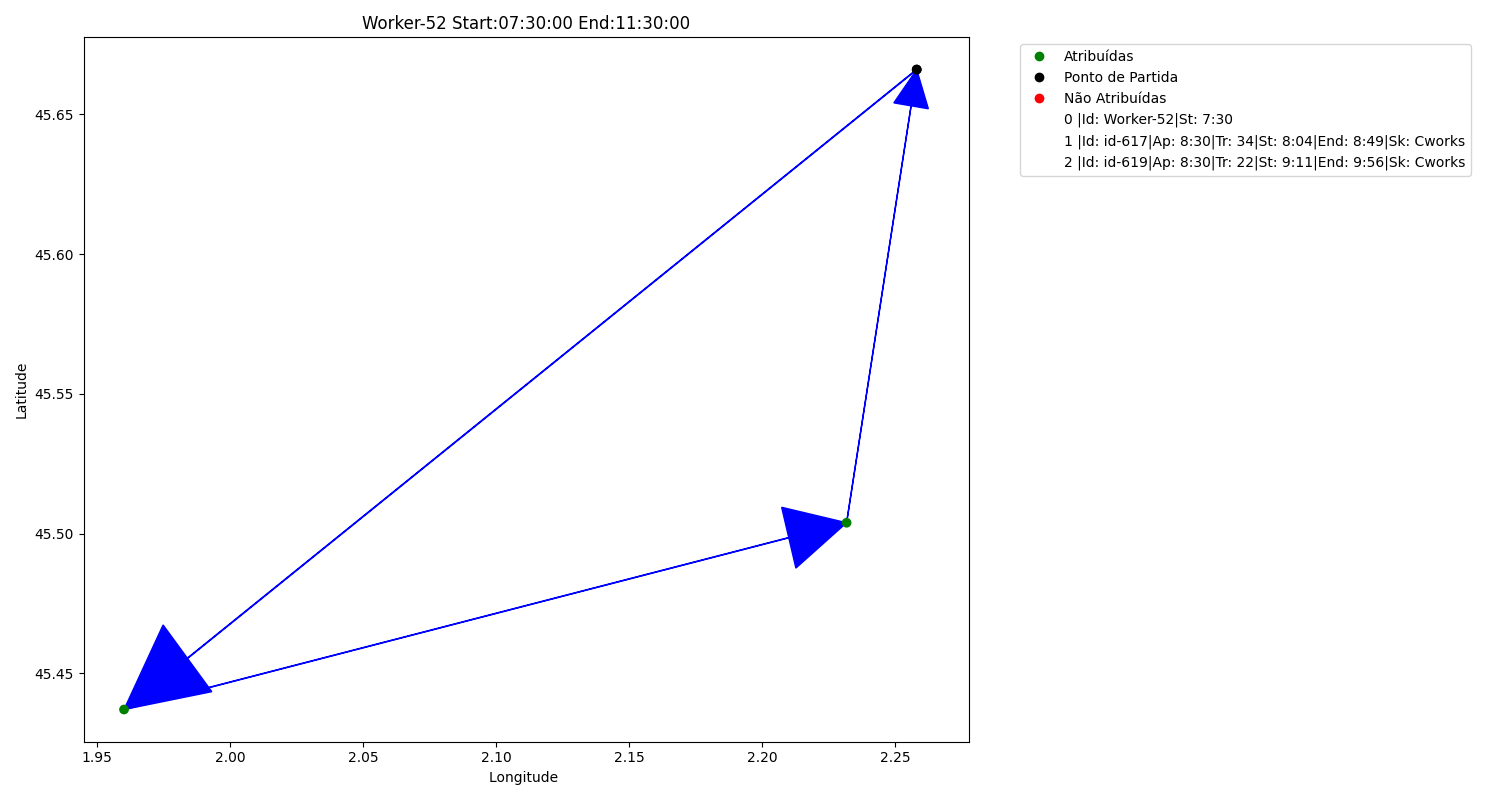 Worker-52 Start:07:30:00 End:11:30:00
Atribuídas
Ponto de Partida
Não Atribuídas
0 |Id: Worker-52|St: 7:30
1 |Id: id-617|Ap: 8:30|Tr: 34|St: 8:04|End: 8:49|Sk: Cworks
2 |Id: id-619|Ap: 8:30|Tr: 22|St: 9:11|End: 9:56|Sk: Cworks
Latitude
45.65
45.60
45.55
45.50
45.45
1.95 2.00 2.05 2.10 2.15 2.20 2.25
Longitude